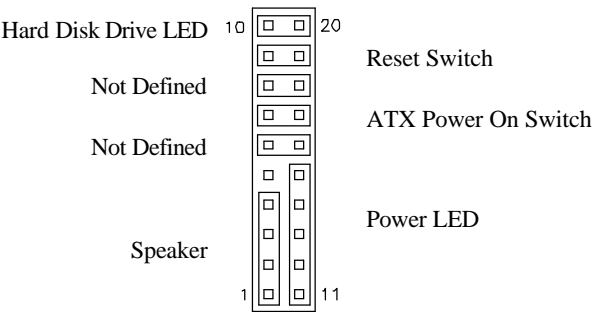 Hard Disk Drive LED 10 20
Reset Switch
Not Defined
ATX Power On Switch
Not Defined
Power LED
Speaker
1 11